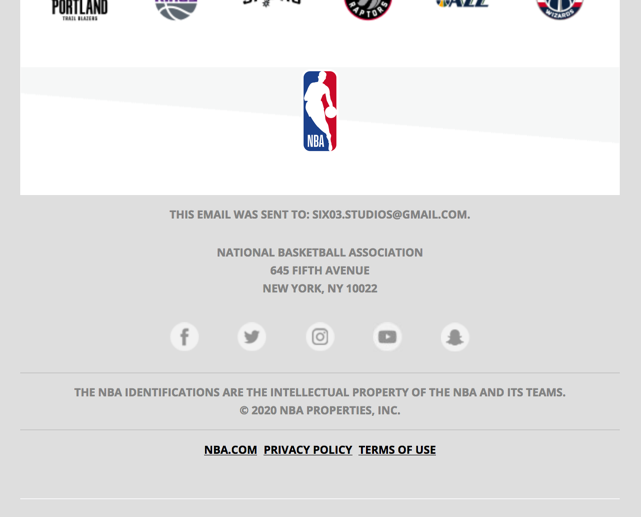 PORTLAND
TRAIL BLAZERS
RAPTORS
WIZARDS
NBA
THIS EMAIL WAS SENT TO: SIX03.STUDIOS@GMAIL.COM.
NATIONAL BASKETBALL ASSOCIATION
645 FIFTH AVENUE
NEW YORK, NY 10022
THE NBA IDENTIFICATIONS ARE THE INTELLECTUAL PROPERTY OF THE NBA AND ITS TEAMS.
© 2020 NBA PROPERTIES, INC.
NBA.COM PRIVACY POLICY TERMS OF USE